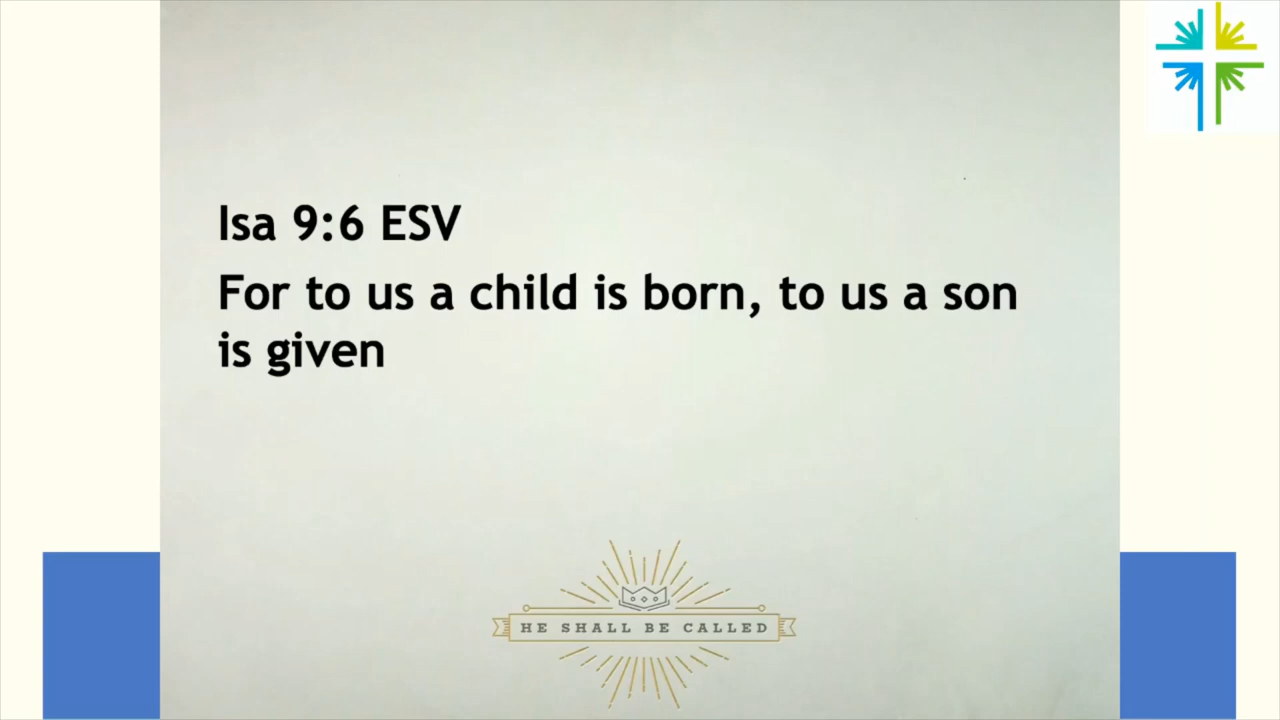 Isa 9:6 ESV
For to us a child is born, to us a son
is given
HE SHALL BE CALLED